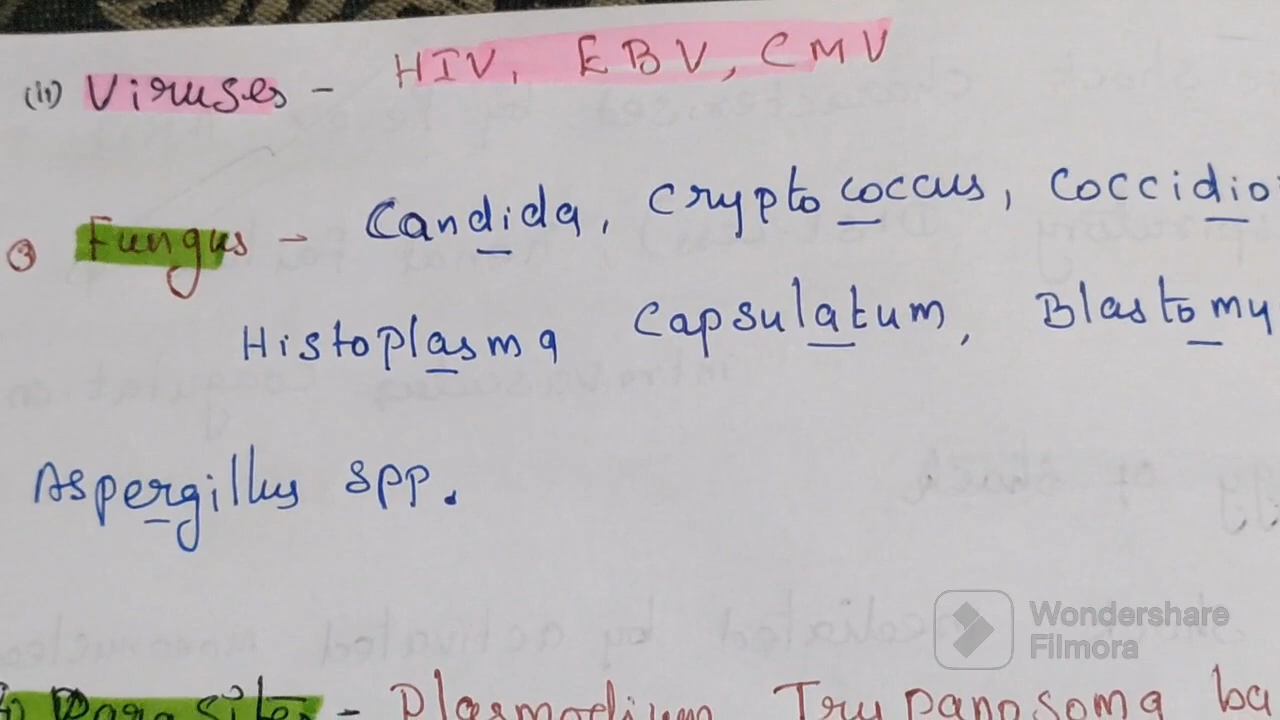 (ii) Viruses - HIV, EBV, CMV
③ Fungus - Candida, Cryptococcus, Coccidio
Histoplasma Capsulatum, Blastomy
Aspergillus spp.
Wondershare
Filmora
Parasites - Plasmodium Trypanosoma ba